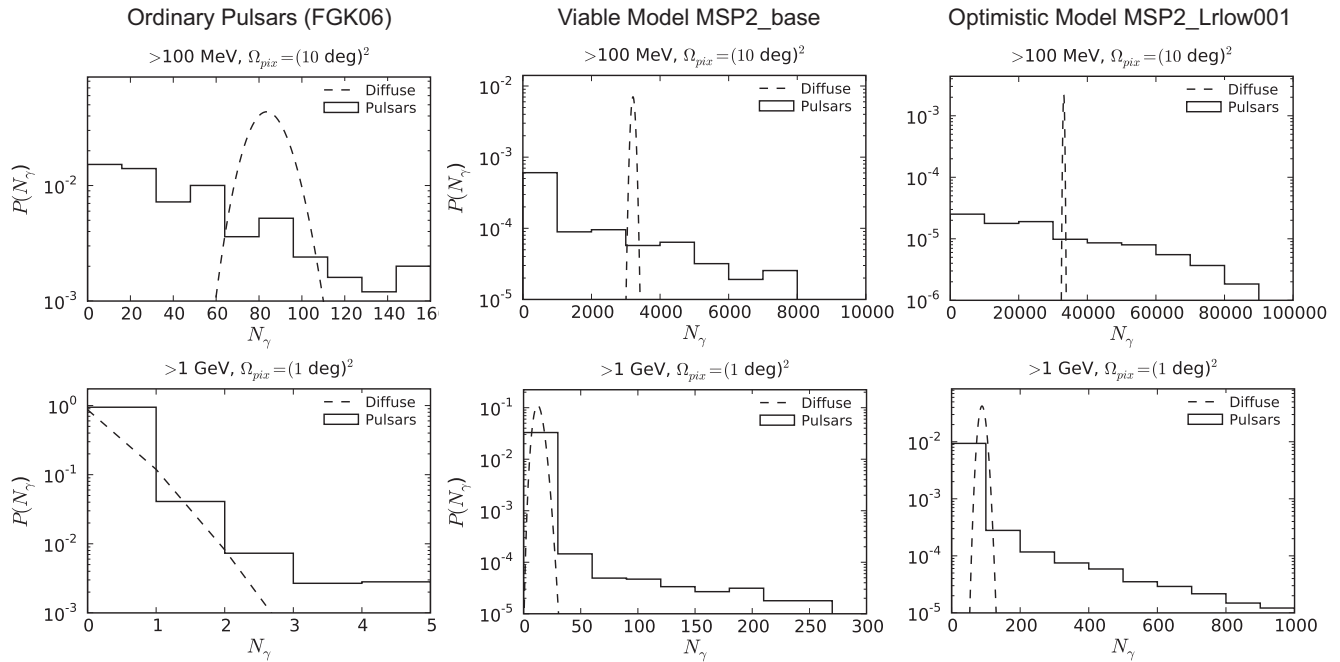 Ordinary Pulsars (FGK06)
Viable Model MSP2_base
Optimistic Model MSP2_Lrlow001
>100 MeV, Ω_pix=(10 deg)²
Diffuse
Pulsars
P(N_γ)
10⁻²
10⁻³
0 20 40 60 80 100 120 140 16
N_γ
>100 MeV, Ω_pix=(10 deg)²
Diffuse
Pulsars
P(N_γ)
10⁻²
10⁻³
10⁻⁴
10⁻⁵
0 2000 4000 6000 8000 10000
N_γ
>100 MeV, Ω_pix=(10 deg)²
Diffuse
Pulsars
P(N_γ)
10⁻³
10⁻⁴
10⁻⁵
10⁻⁶
0 20000 40000 60000 80000 100000
N_γ
>1 GeV, Ω_pix=(1 deg)²
Diffuse
Pulsars
P(N_γ)
10⁰
10⁻¹
10⁻²
10⁻³
0 1 2 3 4 5
N_γ
>1 GeV, Ω_pix=(1 deg)²
Diffuse
Pulsars
P(N_γ)
10⁻¹
10⁻²
10⁻³
10⁻⁴
10⁻⁵
0 50 100 150 200 250 300
N_γ
>1 GeV, Ω_pix=(1 deg)²
Diffuse
Pulsars
P(N_γ)
10⁻²
10⁻³
10⁻⁴
10⁻⁵
0 200 400 600 800 1000
N_γ